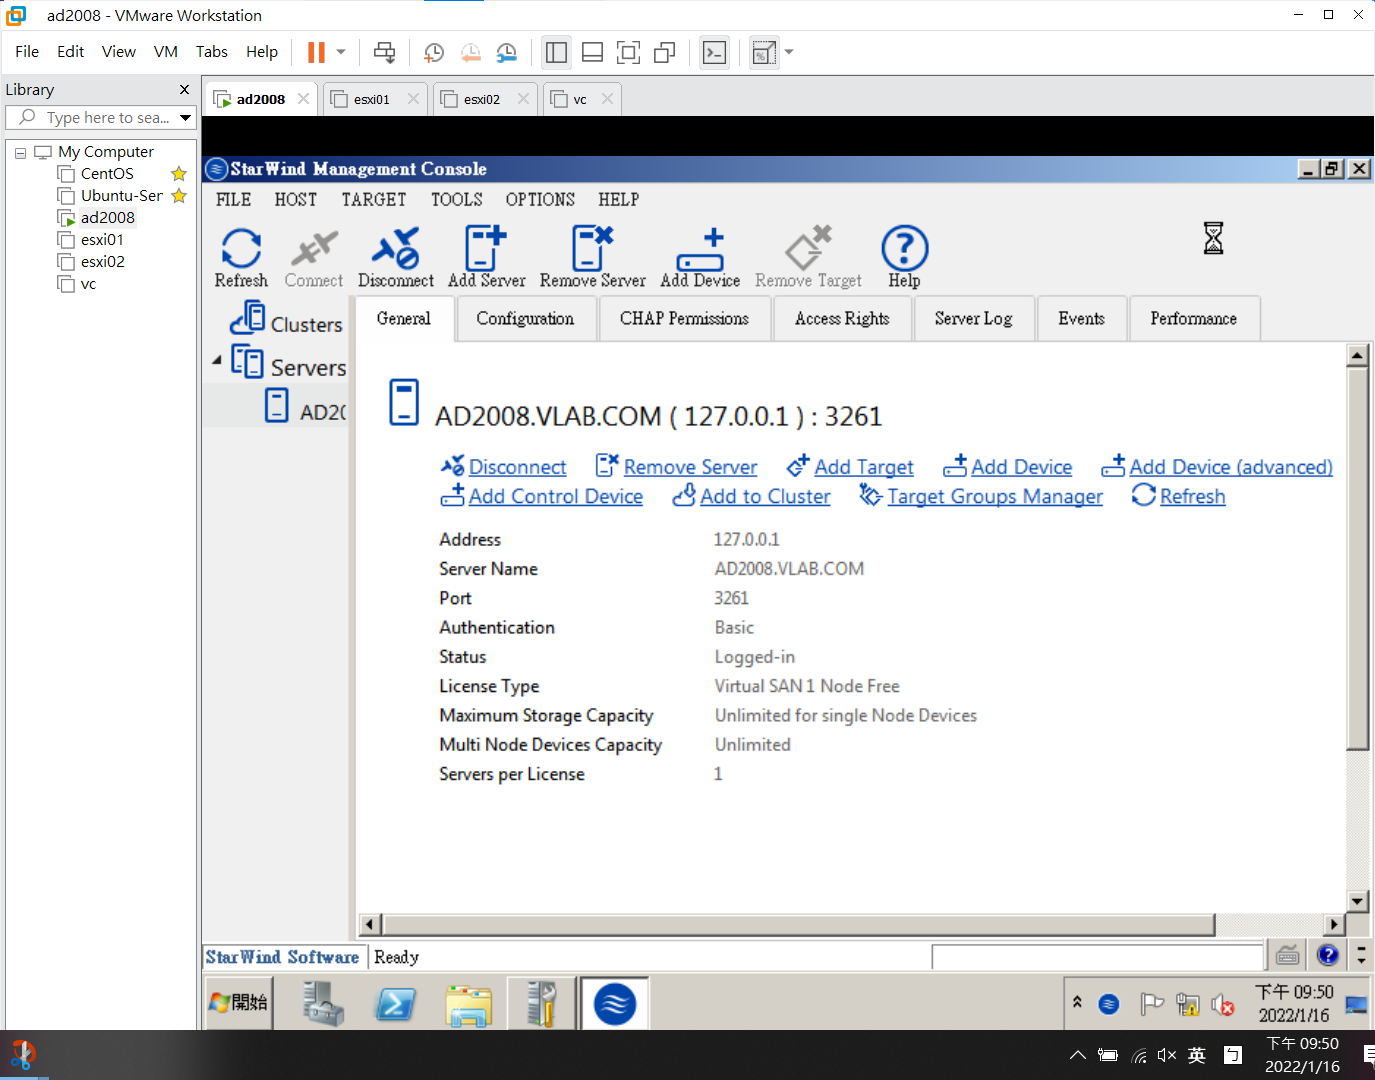 ad2008 - VMware Workstation
File Edit View VM Tabs Help
Library
Type here to sea...
My Computer
CentOS
Ubuntu-Ser
ad2008
esxi01
esxi02
vc
ad2008 esxi01 esxi02 vc
StarWind Management Console
FILE HOST TARGET TOOLS OPTIONS HELP
Refresh Connect Disconnect Add Server Remove Server Add Device Remove Target Help
Clusters
Servers
AD20
General Configuration CHAP Permissions Access Rights Server Log Events Performance
AD2008.VLAB.COM ( 127.0.0.1 ) : 3261
Disconnect Remove Server Add Target Add Device Add Device (advanced)
Add Control Device Add to Cluster Target Groups Manager Refresh
Address 127.0.0.1
Server Name AD2008.VLAB.COM
Port 3261
Authentication Basic
Status Logged-in
License Type Virtual SAN 1 Node Free
Maximum Storage Capacity Unlimited for single Node Devices
Multi Node Devices Capacity Unlimited
Servers per License 1
StarWind Software Ready
開始
下午 09:50
2022/1/16
英
下午 09:50
2022/1/16